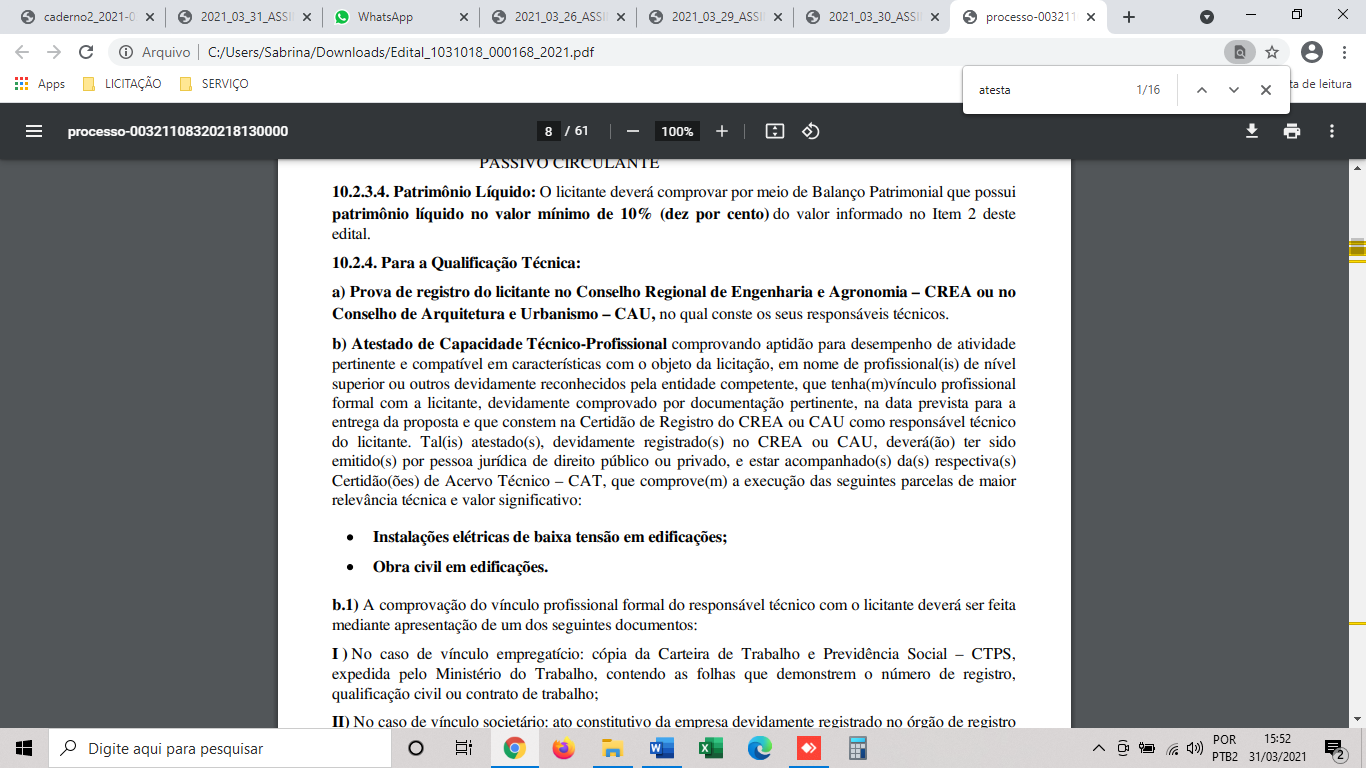 caderno2_2021-0
2021_03_31_ASSI
WhatsApp
2021_03_26_ASSI
2021_03_29_ASSI
2021_03_30_ASSI
processo-003211
Arquivo
C:/Users/Sabrina/Downloads/Edital_1031018_000168_2021.pdf
Apps
LICITAÇÃO
SERVIÇO
ta de leitura
atesta
1/16
processo-00321108320218130000
8 / 61
100%
PASSIVO CIRCULANTE
10.2.3.4. Patrimônio Líquido: O licitante deverá comprovar por meio de Balanço Patrimonial que possui
patrimônio líquido no valor mínimo de 10% (dez por cento) do valor informado no Item 2 deste
edital.
10.2.4. Para a Qualificação Técnica:
a) Prova de registro do licitante no Conselho Regional de Engenharia e Agronomia – CREA ou no
Conselho de Arquitetura e Urbanismo – CAU, no qual conste os seus responsáveis técnicos.
b) Atestado de Capacidade Técnico-Profissional comprovando aptidão para desempenho de atividade
pertinente e compatível em características com o objeto da licitação, em nome de profissional(is) de nível
superior ou outros devidamente reconhecidos pela entidade competente, que tenha(m)vínculo profissional
formal com a licitante, devidamente comprovado por documentação pertinente, na data prevista para a
entrega da proposta e que constem na Certidão de Registro do CREA ou CAU como responsável técnico
do licitante. Tal(is) atestado(s), devidamente registrado(s) no CREA ou CAU, deverá(ão) ter sido
emitido(s) por pessoa jurídica de direito público ou privado, e estar acompanhado(s) da(s) respectiva(s)
Certidão(ões) de Acervo Técnico – CAT, que comprove(m) a execução das seguintes parcelas de maior
relevância técnica e valor significativo:
• Instalações elétricas de baixa tensão em edificações;
• Obra civil em edificações.
b.1) A comprovação do vínculo profissional formal do responsável técnico com o licitante deverá ser feita
mediante apresentação de um dos seguintes documentos:
I ) No caso de vínculo empregatício: cópia da Carteira de Trabalho e Previdência Social – CTPS,
expedida pelo Ministério do Trabalho, contendo as folhas que demonstrem o número de registro,
qualificação civil ou contrato de trabalho;
II) No caso de vínculo societário: ato constitutivo da empresa devidamente registrado no órgão de registro
Digite aqui para pesquisar
POR
PTB2
15:52
31/03/2021
2